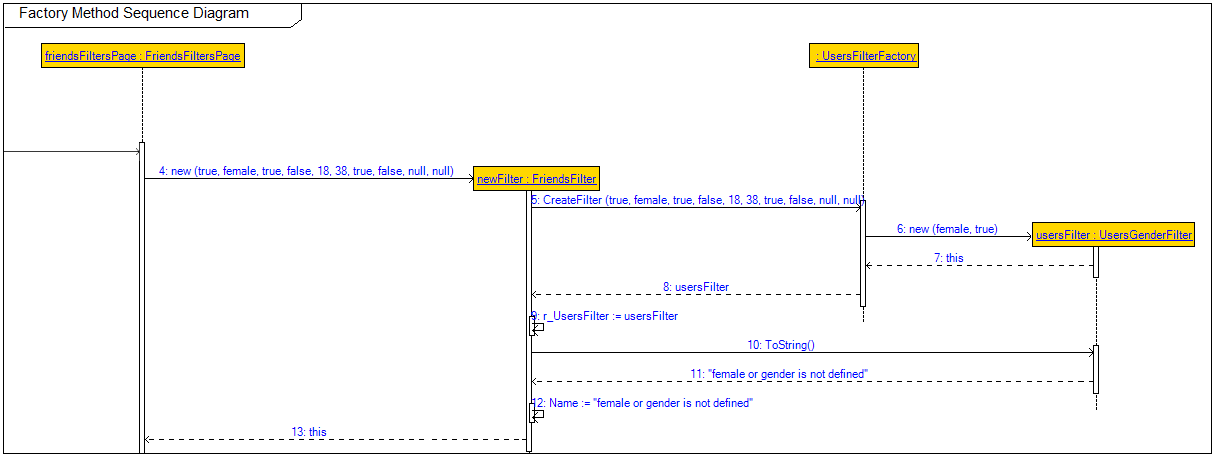 Factory Method Sequence Diagram
friendsFiltersPage : FriendsFiltersPage
: UsersFilterFactory
4: new (true, female, true, false, 18, 38, true, false, null, null)
newFilter : FriendsFilter
5: CreateFilter (true, female, true, false, 18, 38, true, false, null, null)
6: new (female, true)
usersFilter : UsersGenderFilter
7: this
8: usersFilter
9: r_UsersFilter := usersFilter
10: ToString()
11: "female or gender is not defined"
12: Name := "female or gender is not defined"
13: this